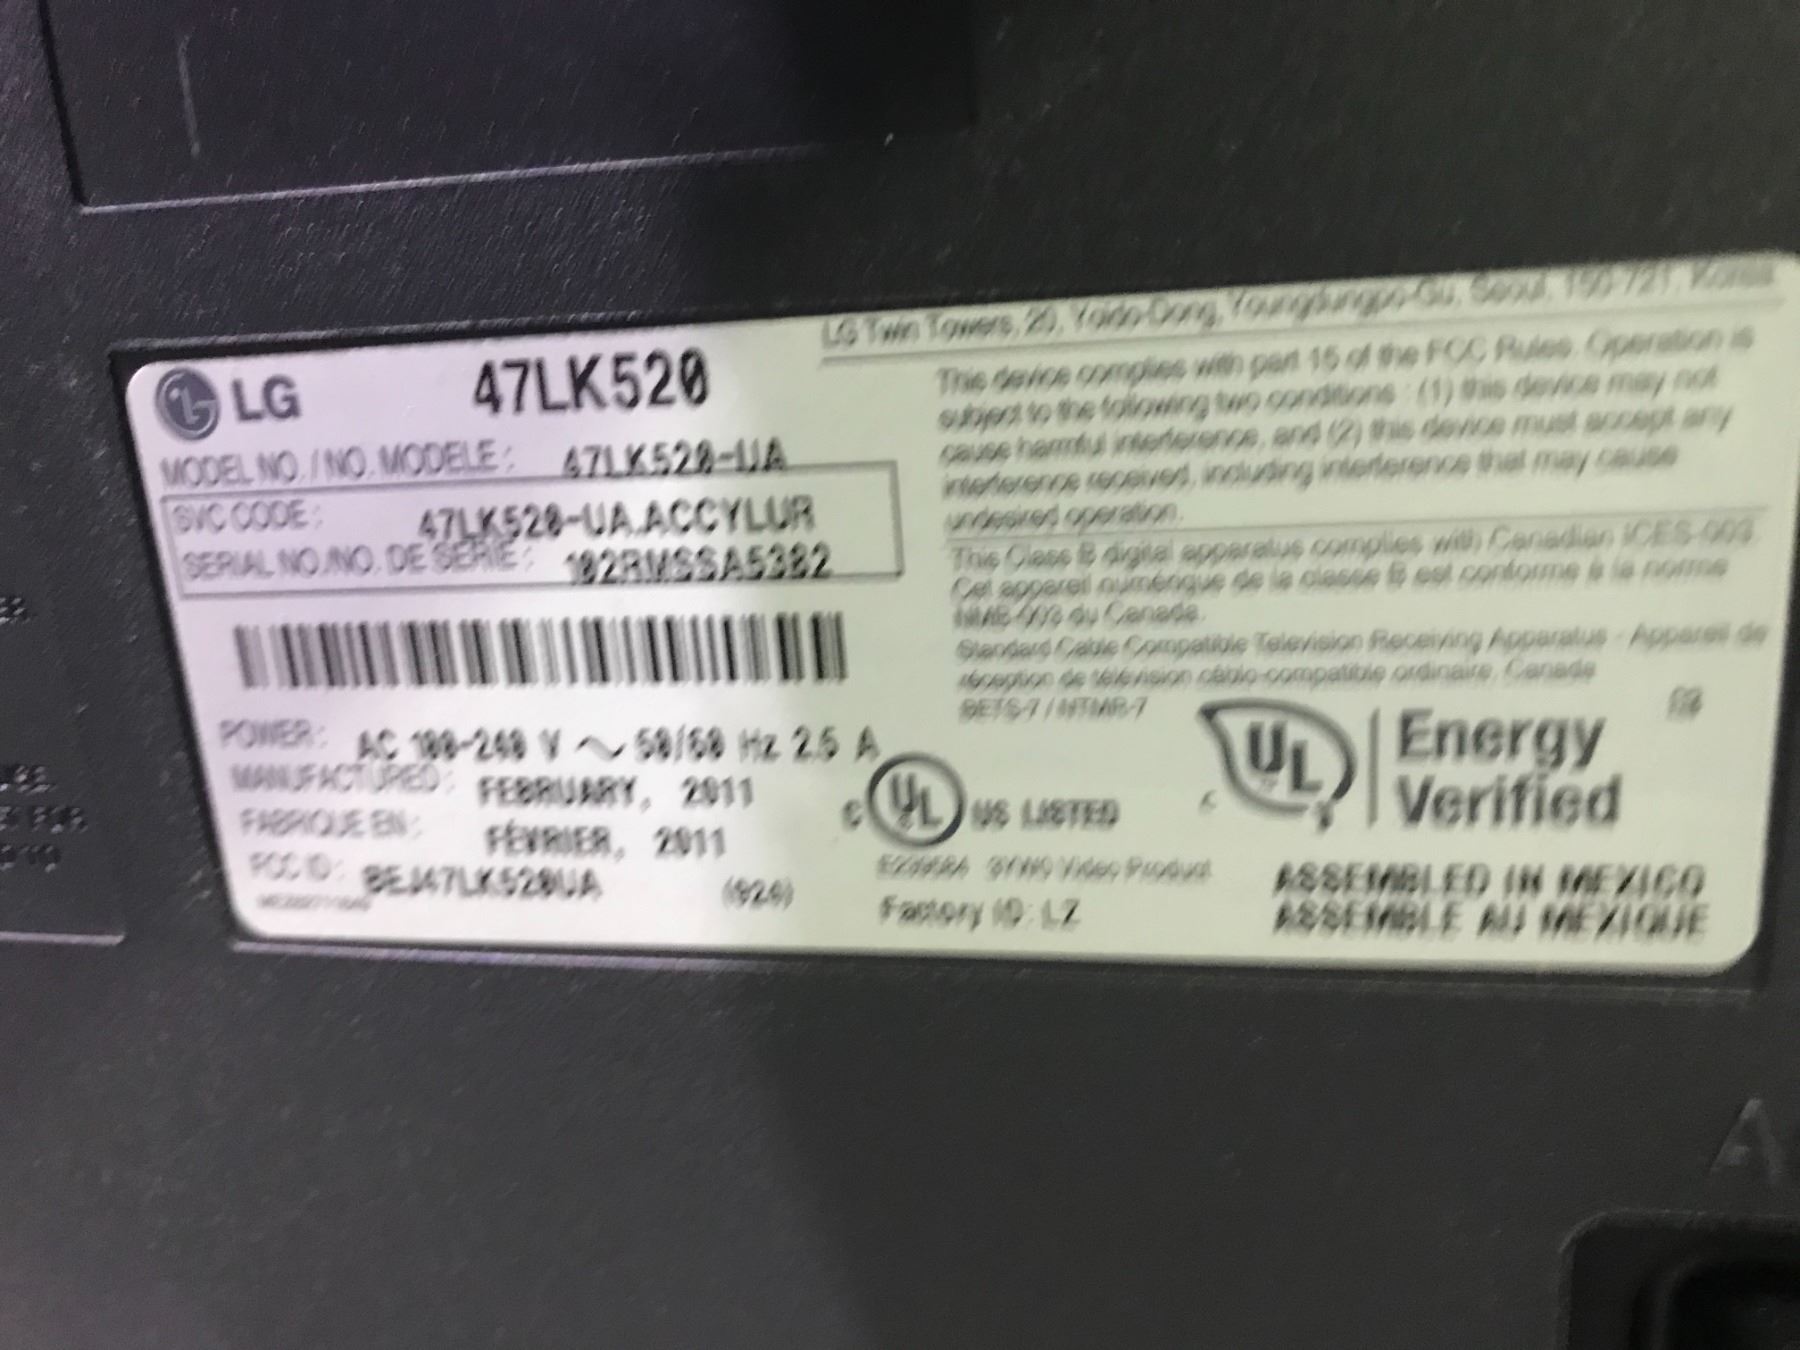 LG 47LK520
MODEL NO. / NO. MODELE : 47LK520-UA
SVC CODE : 47LK520-UA.ACCYLUR
SERIAL NO./NO. DE SERIE : 102RMSSA5382
POWER : AC 100-240 V ~ 50/60 Hz 2.5 A
MANUFACTURED : FEBRUARY, 2011
FABRIQUE EN : FÉVRIER, 2011
FCC ID : BEJ47LK520UA (926)
LG Twin Towers, 20, Yoido-Dong, Youngdungpo-Gu, Seoul, 150-721, Korea
This device complies with part 15 of the FCC Rules. Operation is
subject to the following two conditions : (1) this device may not
cause harmful interference, and (2) this device must accept any
interference received, including interference that may cause
undesired operation.
This Class B digital apparatus complies with Canadian ICES-003.
Cet appareil numérique de la classe B est conforme à la norme
NMB-003 du Canada.
Standard Cable Compatible Television Receiving Apparatus - Appareil de
réception de télévision câblo-compatible ordinaire, Canada
BETS-7 / NTMR-7
C UL US LISTED
3YW0 Video Product
Factory ID : LZ
C UL Energy
Verified
ASSEMBLED IN MEXICO
ASSEMBLE AU MEXIQUE
A